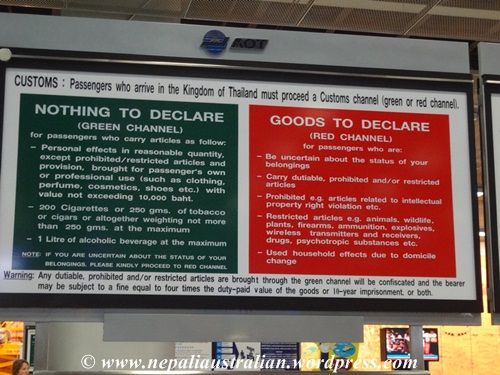 AOT
CUSTOMS : Passengers who arrive in the Kingdom of Thailand must proceed a Customs channel (green or red channel).
NOTHING TO DECLARE
(GREEN CHANNEL)
for passengers who carry articles as follow:
- Personal effects in reasonable quantity,
except prohibited/restricted articles and
provision, brought for passenger's own
or professional use (such as clothing,
perfume, cosmetics, shoes etc.) with
value not exceeding 10,000 baht.
- 200 Cigarettes or 250 gms. of tobacco
or cigars or altogether weighting not more
than 250 gms. at the maximum
- 1 Litre of alcoholic beverage at the maximum
NOTE: IF YOU ARE UNCERTAIN ABOUT THE STATUS OF YOUR
BELONGINGS, PLEASE KINDLY PROCEED TO RED CHANNEL
GOODS TO DECLARE
(RED CHANNEL)
for passengers who are:
- Be uncertain about the status of your
belongings
- Carry dutiable, prohibited and/or restricted
articles
- Prohibited e.g. articles related to intellectual
property right violation etc.
- Restricted articles e.g. animals, wildlife,
plants, firearms, ammunition, explosives,
wireless transmitters and receivers,
drugs, psychotropic substances etc.
- Used household effects due to domicile
change
Warning: Any dutiable, prohibited and/or restricted articles are brought through the green channel will be confiscated and the bearer
may be subject to a fine equal to four times the duty-paid value of the goods or 10-year imprisonment, or both.
© www.nepaliaustralian.wordpress.com